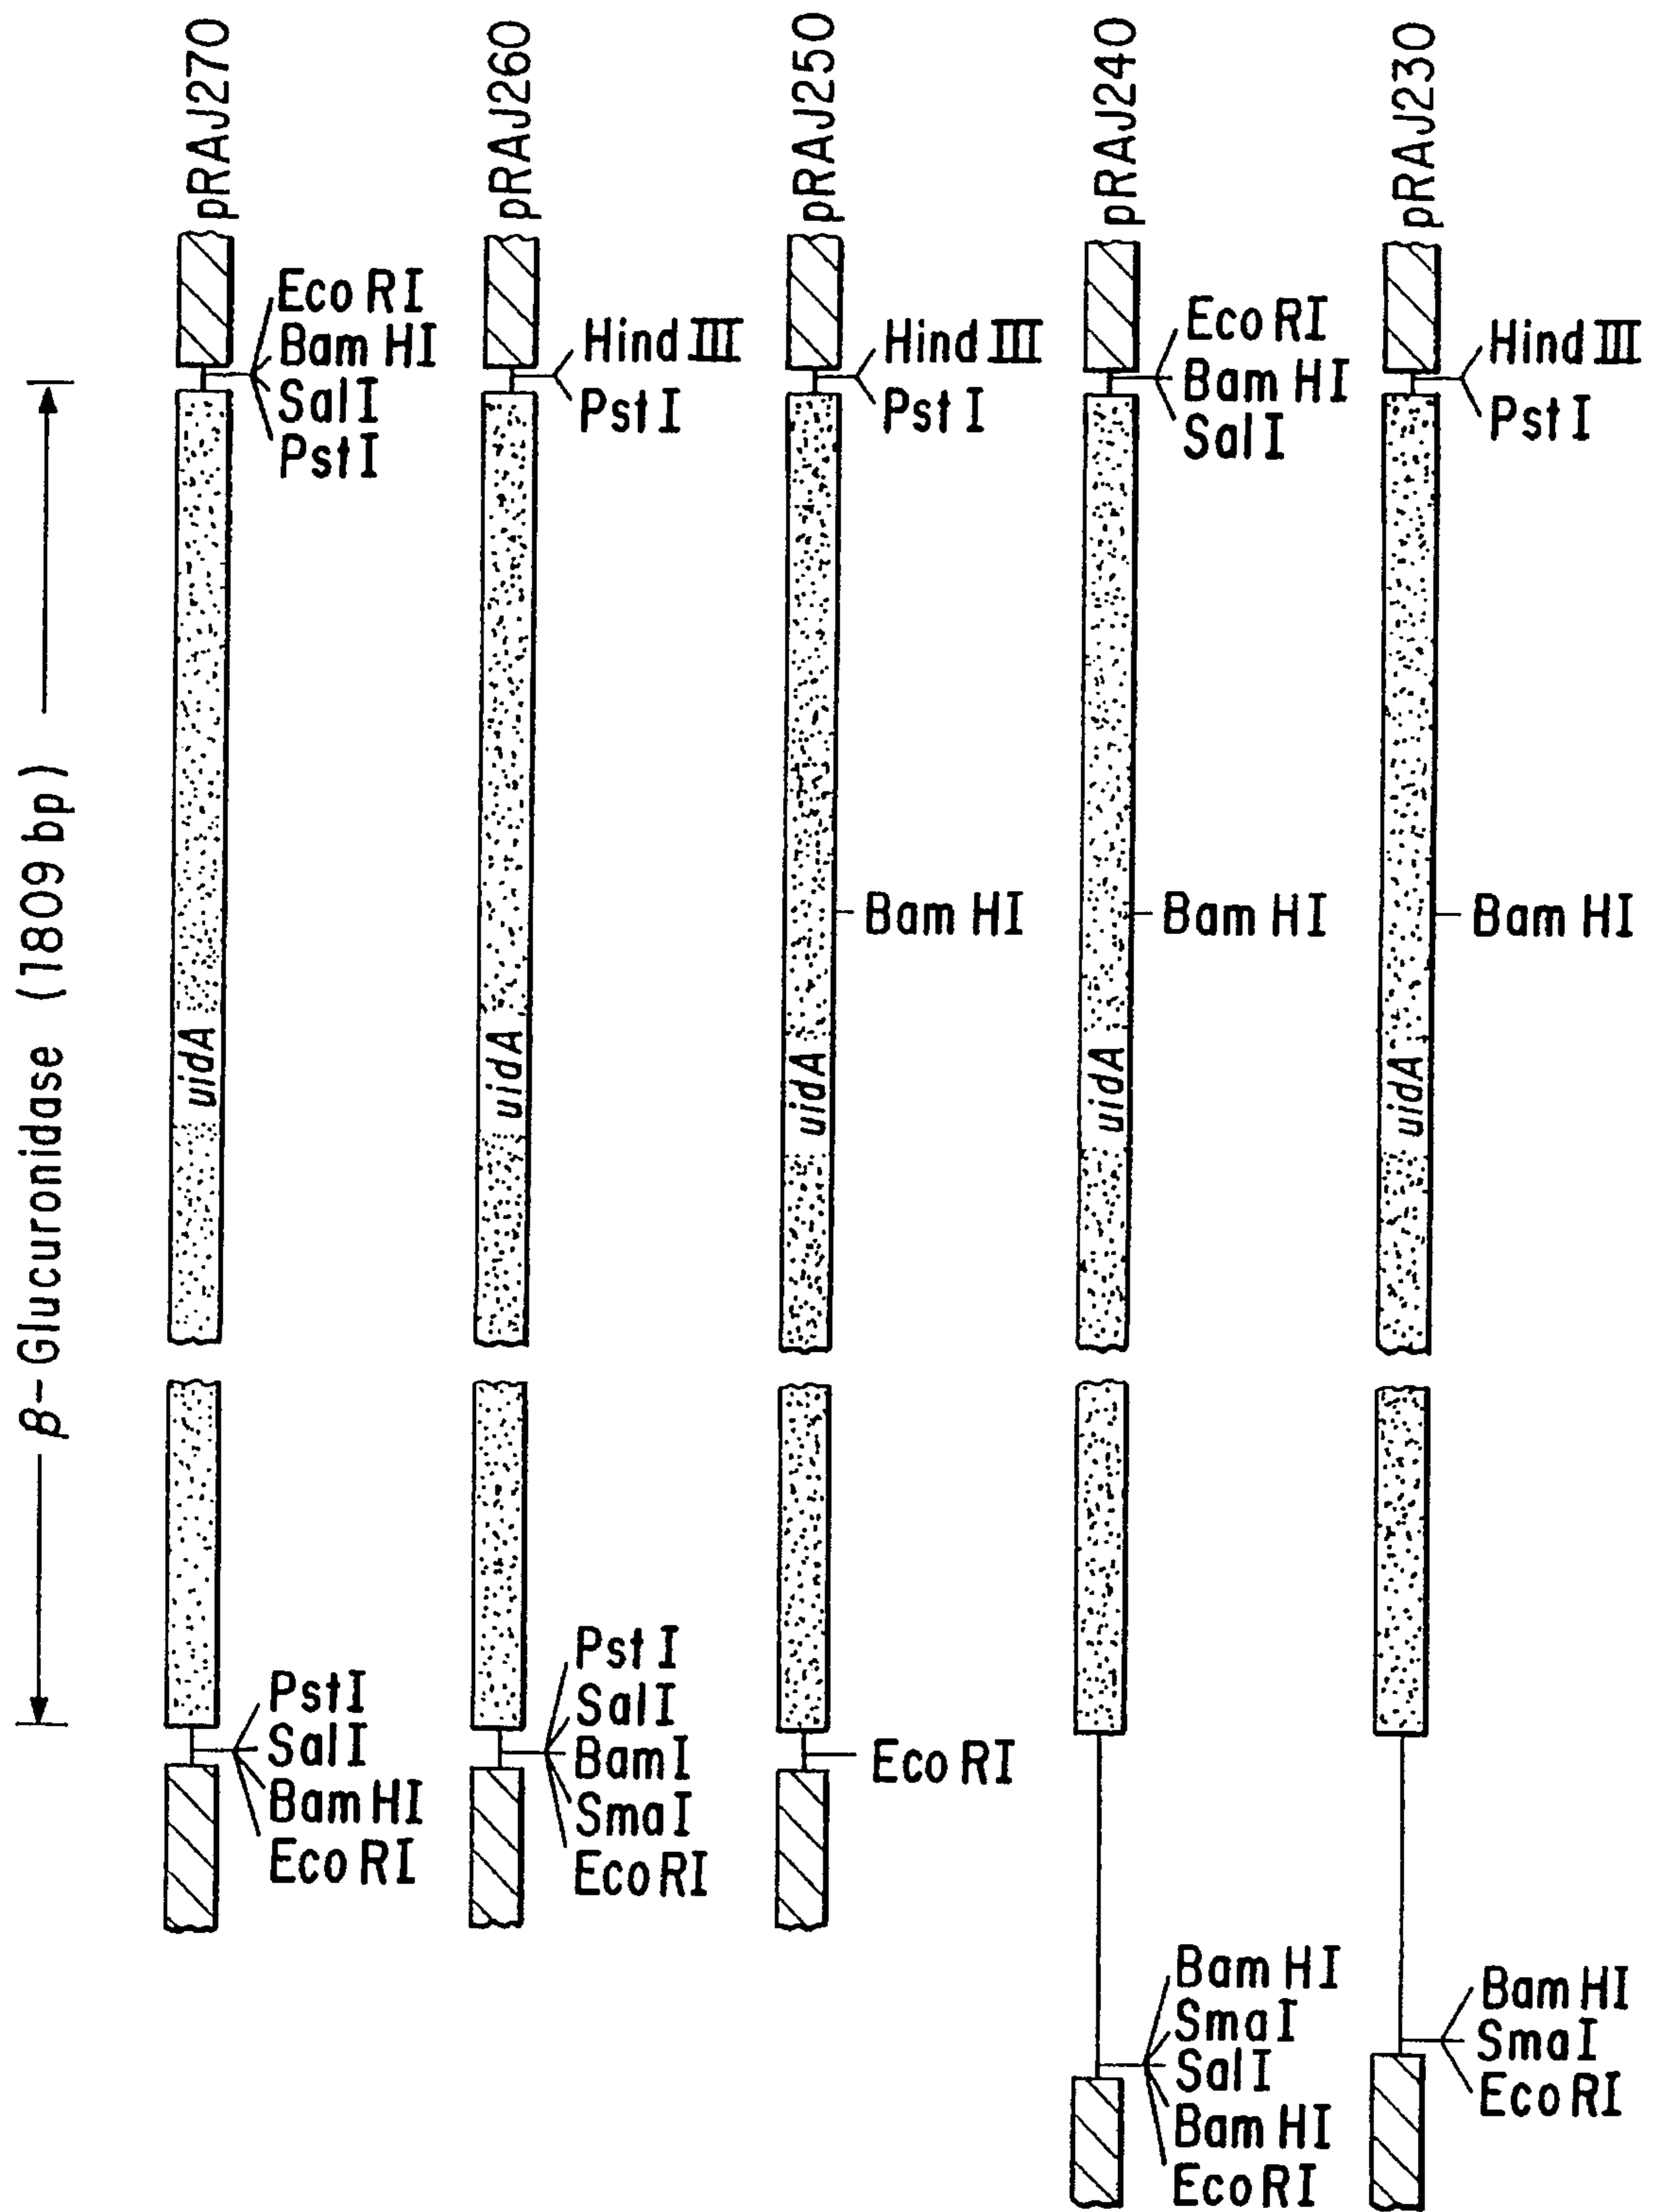 pRAJ270
pRAJ260
pRAJ250
pRAJ240
pRAJ230
Eco RI
Bam HI
Sal I
Pst I
Hind III
Pst I
Hind III
Pst I
Eco RI
Bam HI
Sal I
Hind III
Pst I
β-Glucuronidase (1809 bp)
Bam HI
Bam HI
Bam HI
uidA
uidA
uidA
uidA
uidA
Pst I
Sal I
Bam HI
Eco RI
Pst I
Sal I
Bam I
Sma I
Eco RI
Eco RI
Bam HI
Sma I
Sal I
Bam HI
Eco RI
Bam HI
Sma I
Eco RI